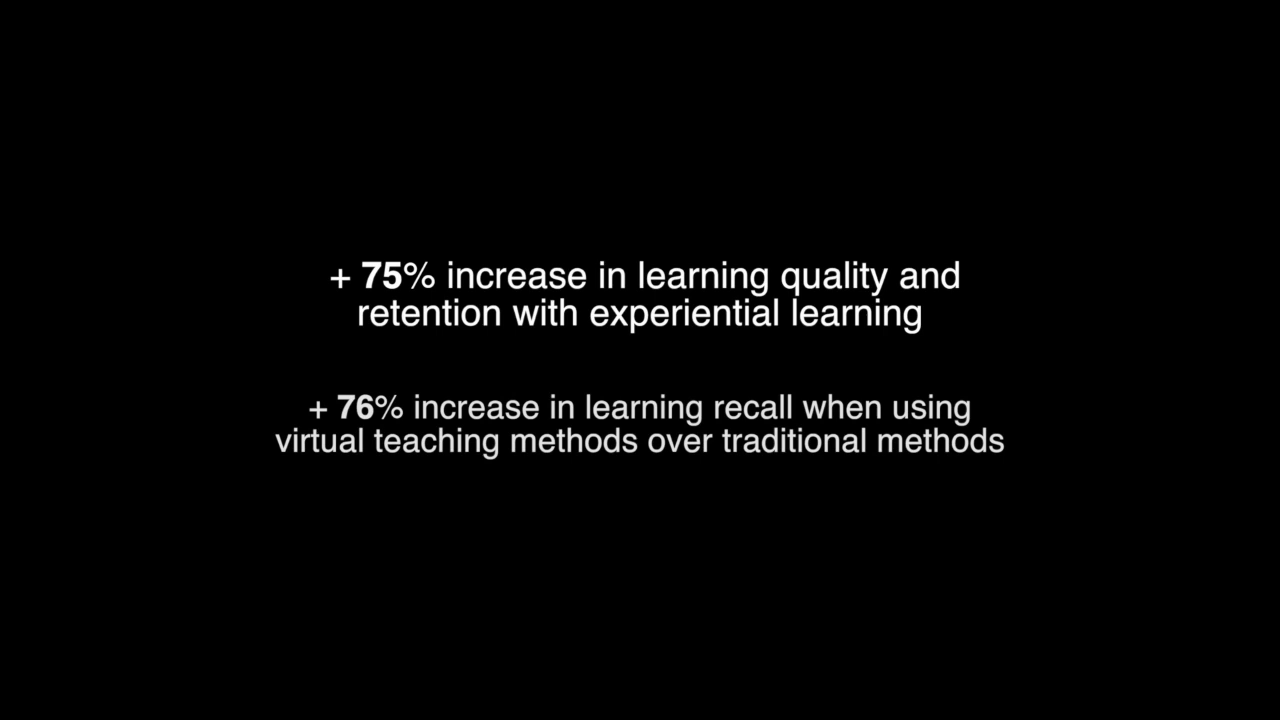 + 75% increase in learning quality and
retention with experiential learning
+ 76% increase in learning recall when using
virtual teaching methods over traditional methods